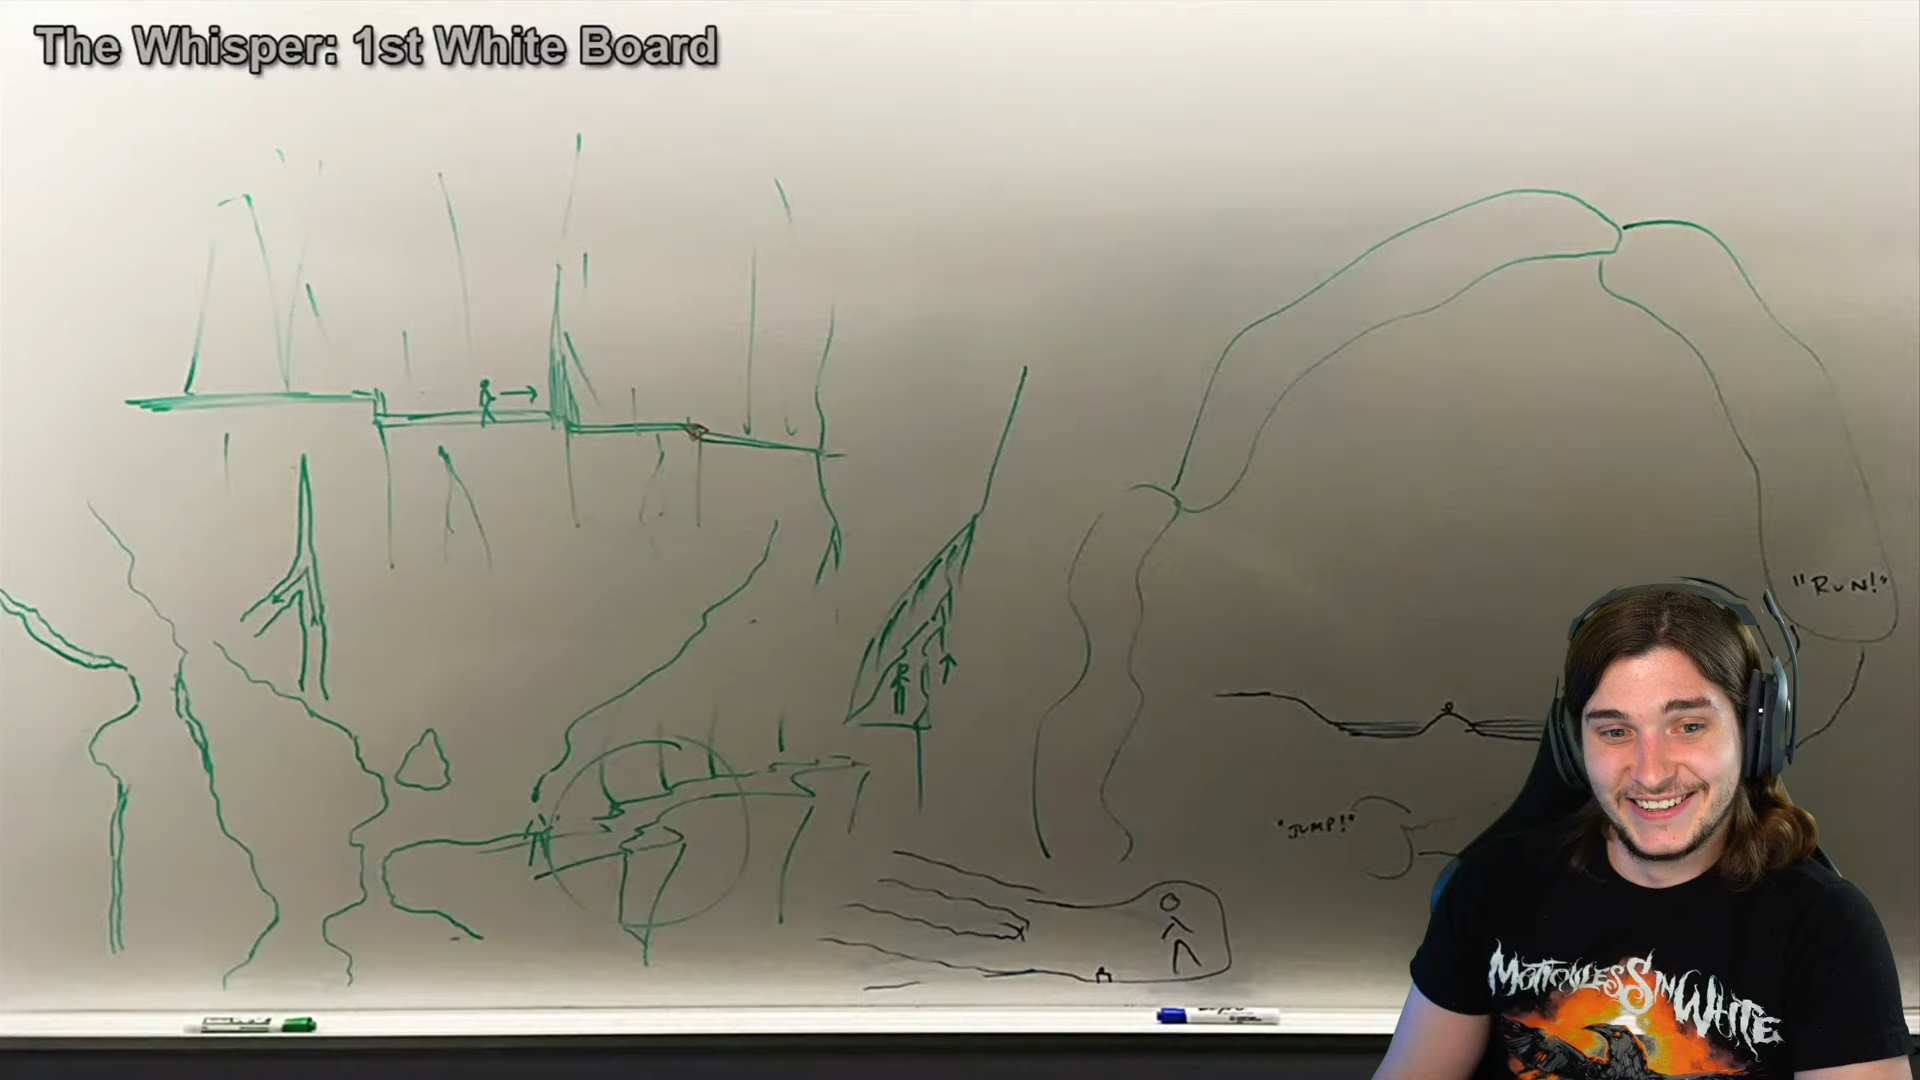 The Whisper: 1st White Board
"RUN!"
"JUMP!"
MOTIONLESS IN WHITE